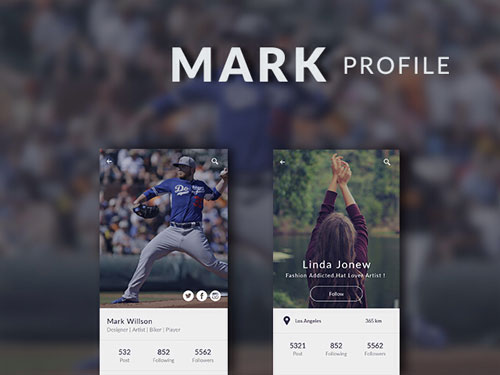 MARK PROFILE
Mark Willson
Designer | Artist | Biker | Player
532 852 5562
Post Following Followers
Linda Jonew
Fashion Addicted.Hat Lover Artist !
Follow
Los Angeles 365 km
5321 852 5562
Post Following Followers